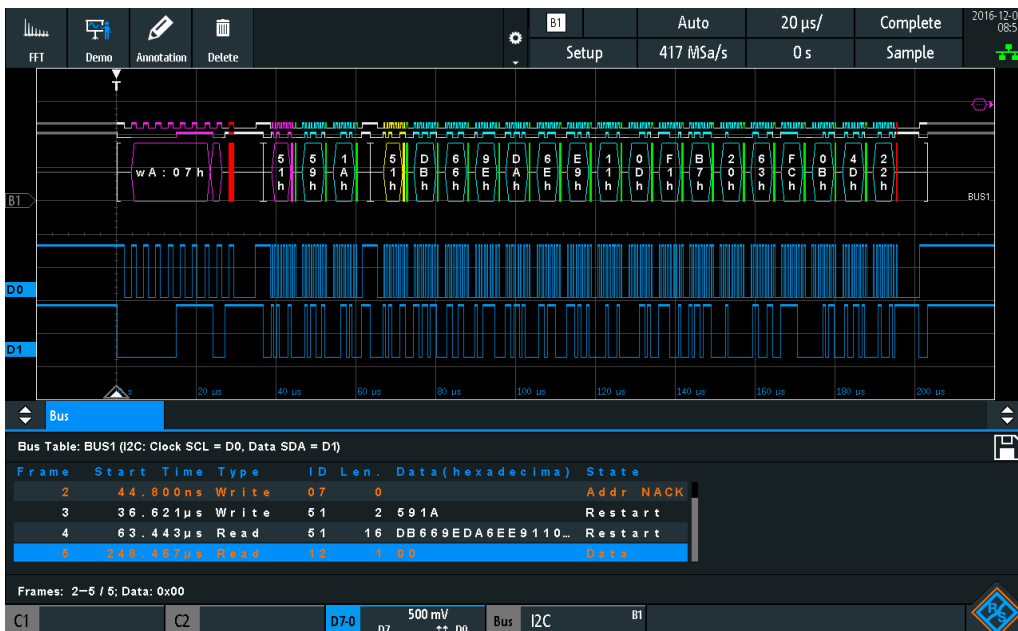 B1 Auto 20 µs/ Complete 2016-12-0
FFT Demo Annotation Delete Setup 417 MSa/s 0 s Sample 08:5
T
wA:07h 51h 59h 1Ah 51h DBh 66h 9Eh DAh 6Eh E9h 11h 0Dh F1h B7h 20h 63h FCh 0Bh 4Dh 22h
B1 BUS1
D0
D1
s 20 µs 40 µs 60 µs 80 µs 100 µs 120 µs 140 µs 160 µs 180 µs 200 µs
Bus
Bus Table: BUS1 (I2C: Clock SCL = D0, Data SDA = D1)
Frame Start Time Type ID Len. Data(hexadecima) State
2 44.800ns Write 07 0 Addr NACK
3 36.621µs Write 51 2 591A Restart
4 63.443µs Read 51 16 DB669EDA6EE9110... Restart
5 248.467µs Read 12 1 00 Data
Frames: 2–5 / 5; Data: 0x00
C1 C2 D7-0 500 mV Bus I2C B1
D7 ↑↑ D0
R&S